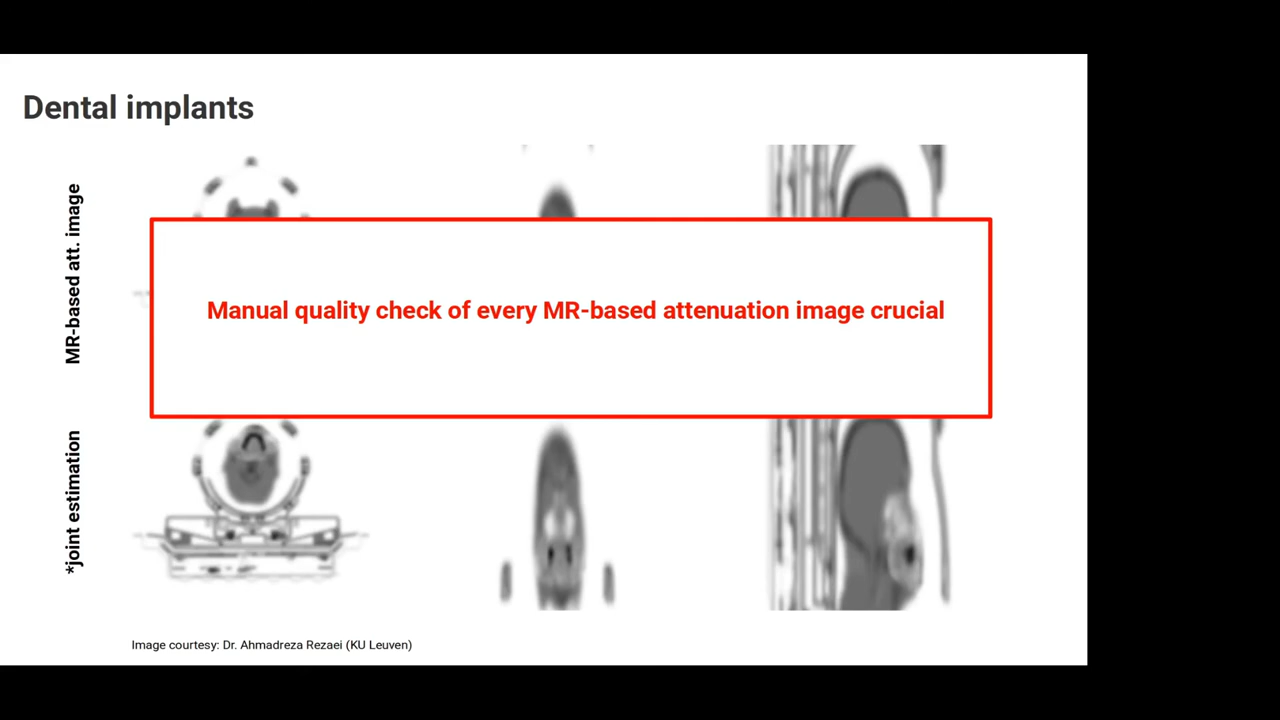 Dental implants
MR-based att. image
Manual quality check of every MR-based attenuation image crucial
*joint estimation
Image courtesy: Dr. Ahmadreza Rezaei (KU Leuven)